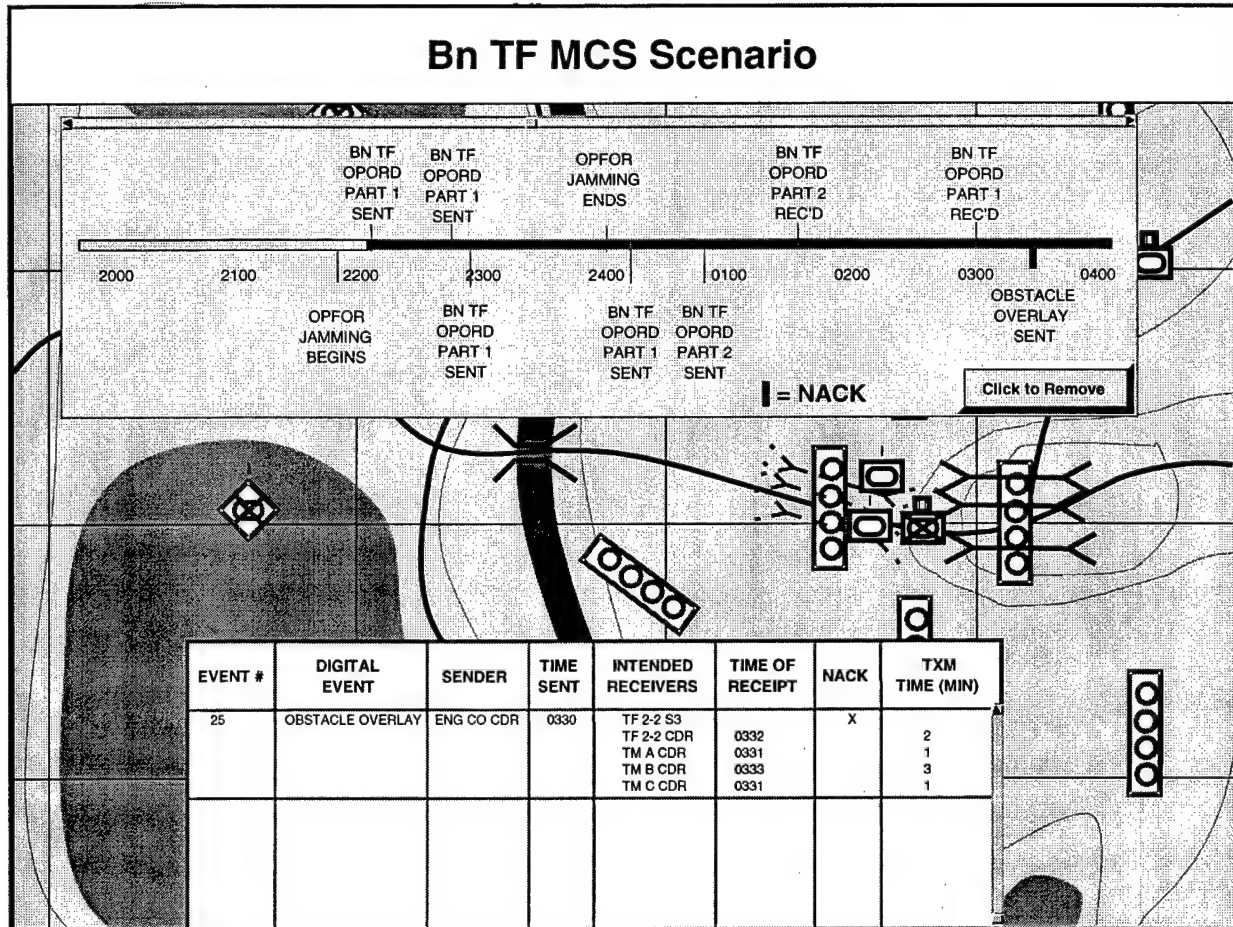 Bn TF MCS Scenario
BN TF
OPORD
PART 1
SENT
BN TF
OPORD
PART 1
SENT
OPFOR
JAMMING
ENDS
BN TF
OPORD
PART 2
REC'D
BN TF
OPORD
PART 1
REC'D
2000 2100 2200 2300 2400 0100 0200 0300 0400
OPFOR
JAMMING
BEGINS
BN TF
OPORD
PART 1
SENT
BN TF
OPORD
PART 1
SENT
BN TF
OPORD
PART 2
SENT
OBSTACLE
OVERLAY
SENT
= NACK
Click to Remove
EVENT # DIGITAL EVENT SENDER TIME SENT INTENDED RECEIVERS TIME OF RECEIPT NACK TXM TIME (MIN)
25 OBSTACLE OVERLAY ENG CO CDR 0330 TF 2-2 S3 X
TF 2-2 CDR 0332 2
TM A CDR 0331 1
TM B CDR 0333 3
TM C CDR 0331 1